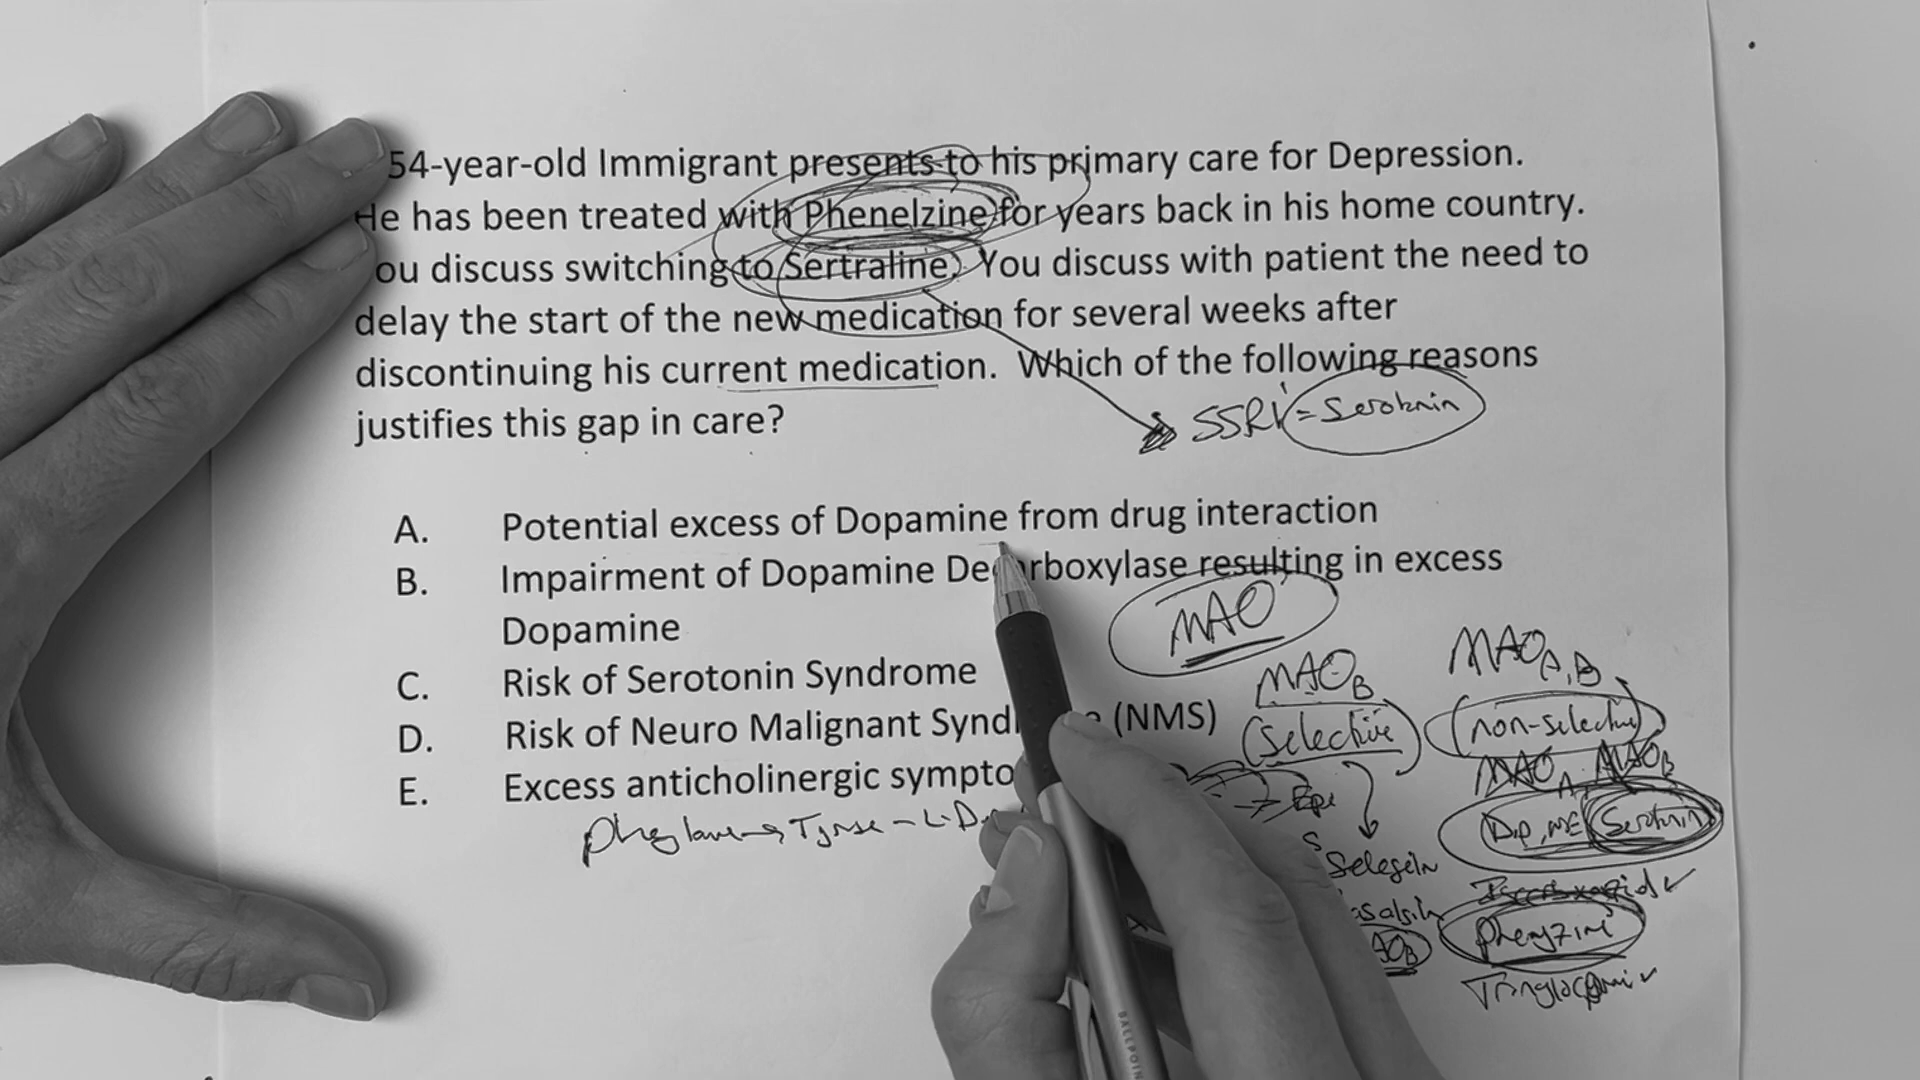 54-year-old Immigrant presents to his primary care for Depression.
He has been treated with Phenelzine for years back in his home country.
ou discuss switching to Sertraline. You discuss with patient the need to
delay the start of the new medication for several weeks after
discontinuing his current medication. Which of the following reasons
justifies this gap in care?
SSRI = Serotonin
A. Potential excess of Dopamine from drug interaction
B. Impairment of Dopamine De rboxylase resulting in excess
Dopamine
MAO
C. Risk of Serotonin Syndrome
MAOB
MAOA,B
D. Risk of Neuro Malignant Synd (NMS)
(selective)
(non-selective)
E. Excess anticholinergic sympto
MAOA, MAOB
Epi
Dop, NE Serotonin
BALLPOIN